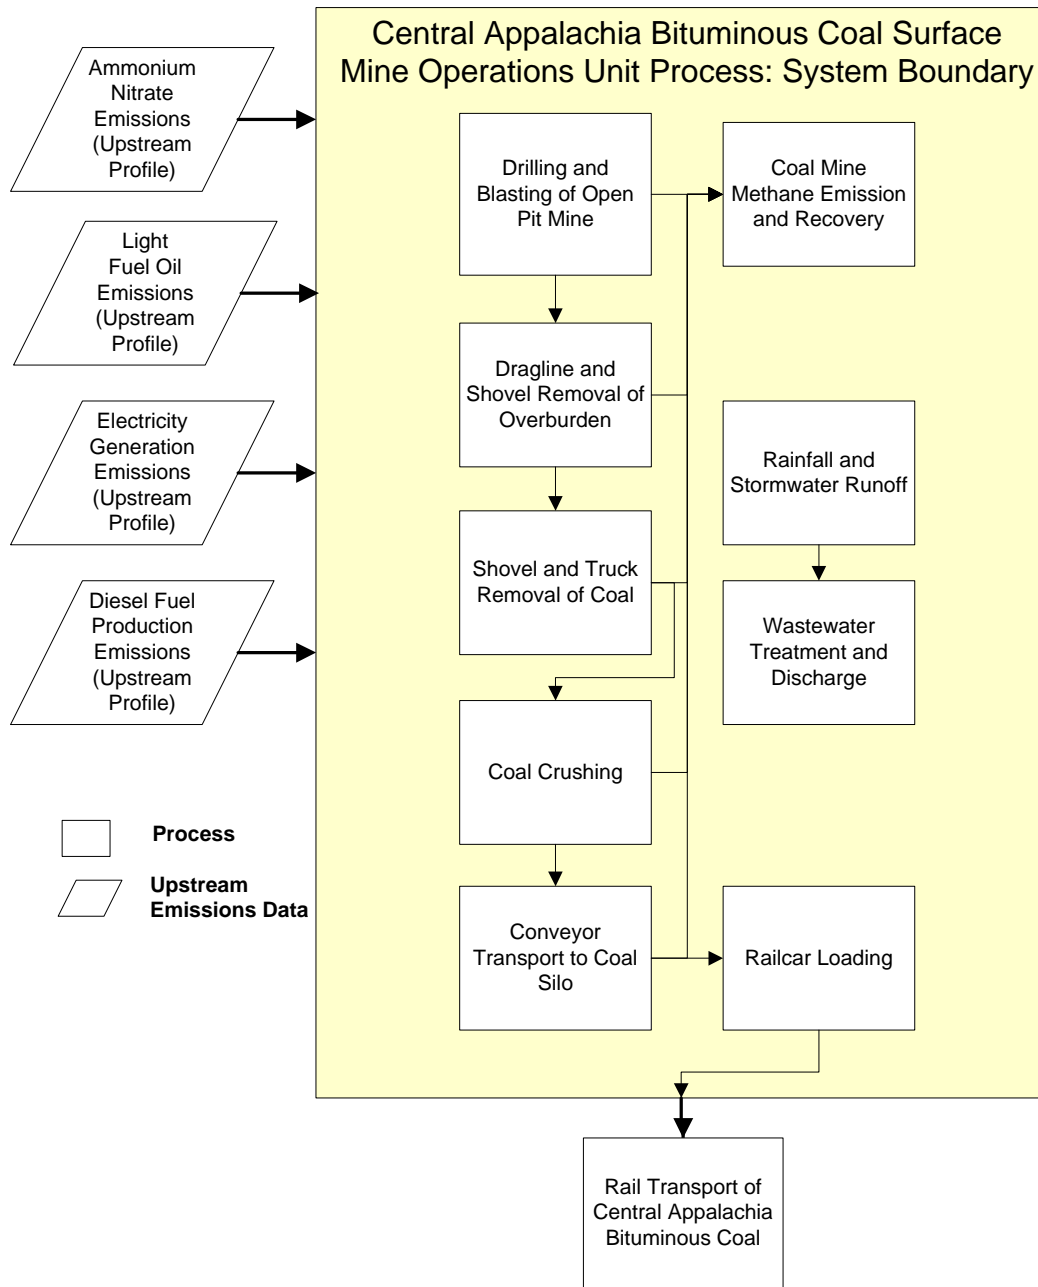 Central Appalachia Bituminous Coal Surface
Mine Operations Unit Process: System Boundary
Ammonium
Nitrate
Emissions
(Upstream
Profile)
Light
Fuel Oil
Emissions
(Upstream
Profile)
Electricity
Generation
Emissions
(Upstream
Profile)
Diesel Fuel
Production
Emissions
(Upstream
Profile)
Process
Upstream
Emissions Data
Drilling and
Blasting of Open
Pit Mine
Coal Mine
Methane Emission
and Recovery
Dragline and
Shovel Removal of
Overburden
Rainfall and
Stormwater Runoff
Shovel and Truck
Removal of Coal
Wastewater
Treatment and
Discharge
Coal Crushing
Conveyor
Transport to Coal
Silo
Railcar Loading
Rail Transport of
Central Appalachia
Bituminous Coal